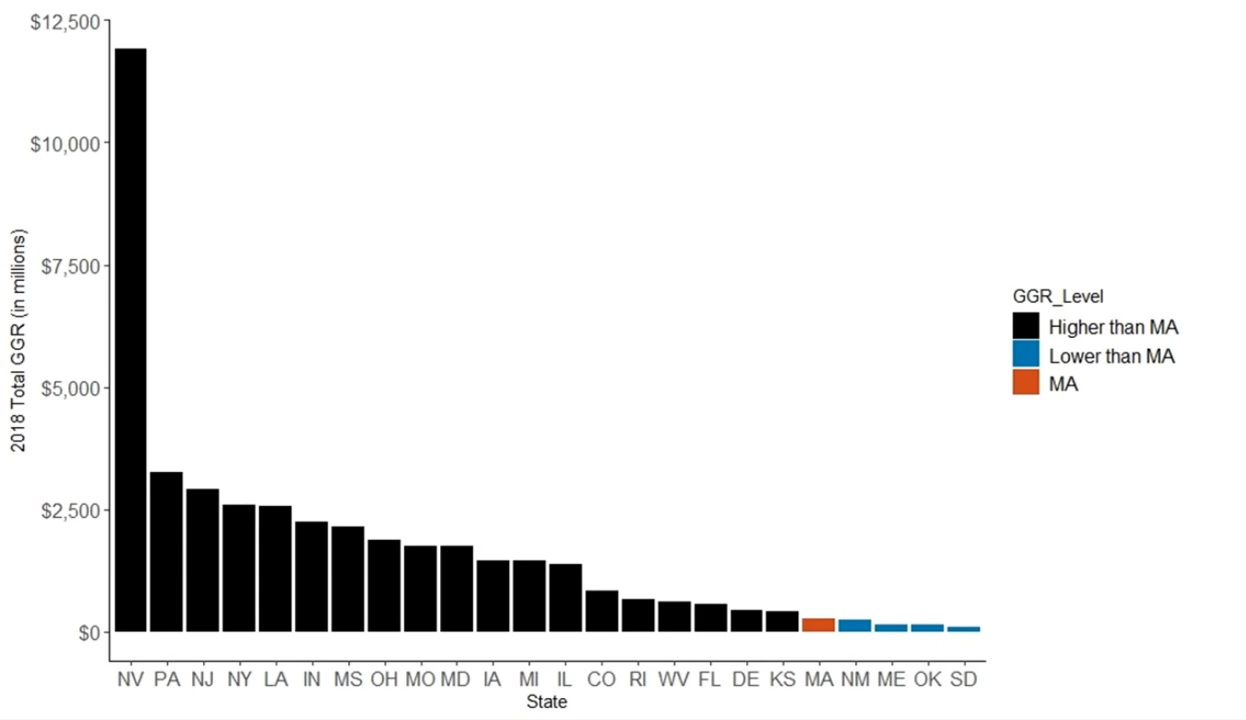 $12,500
$10,000
$7,500
$5,000
$2,500
$0
2018 Total GGR (in millions)
NV PA NJ NY LA IN MS OH MO MD IA MI IL CO RI WV FL DE KS MA NM ME OK SD
State
GGR_Level
Higher than MA
Lower than MA
MA